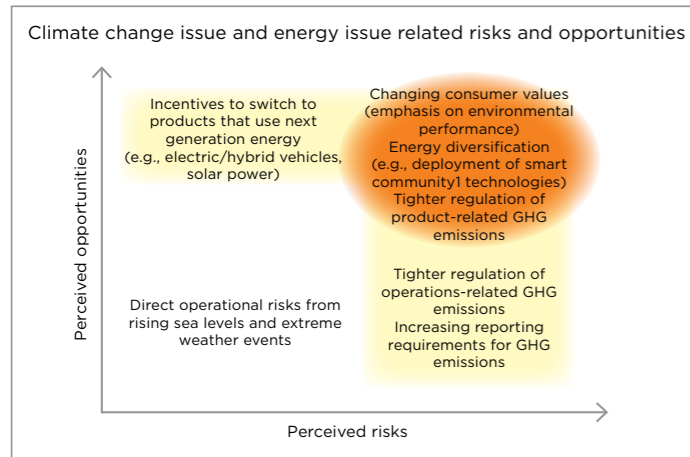 Climate change issue and energy issue related risks and opportunities
Perceived opportunities
Incentives to switch to
products that use next
generation energy
(e.g., electric/hybrid vehicles,
solar power)
Changing consumer values
(emphasis on environmental
performance)
Energy diversification
(e.g., deployment of smart
community1 technologies)
Tighter regulation of
product-related GHG
emissions
Direct operational risks from
rising sea levels and extreme
weather events
Tighter regulation of
operations-related GHG
emissions
Increasing reporting
requirements for GHG
emissions
Perceived risks